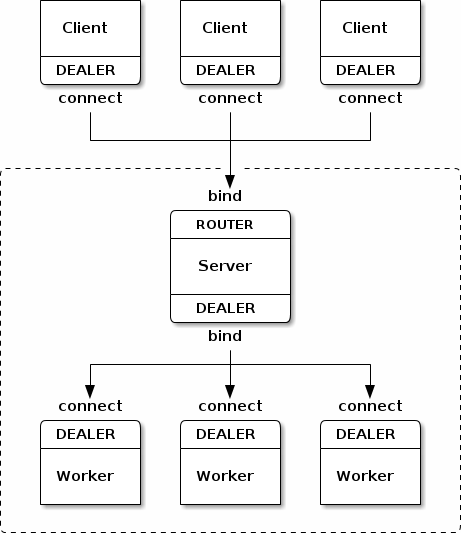 Client Client Client
DEALER DEALER DEALER
connect connect connect
bind
ROUTER
Server
DEALER
bind
connect connect connect
DEALER DEALER DEALER
Worker Worker Worker